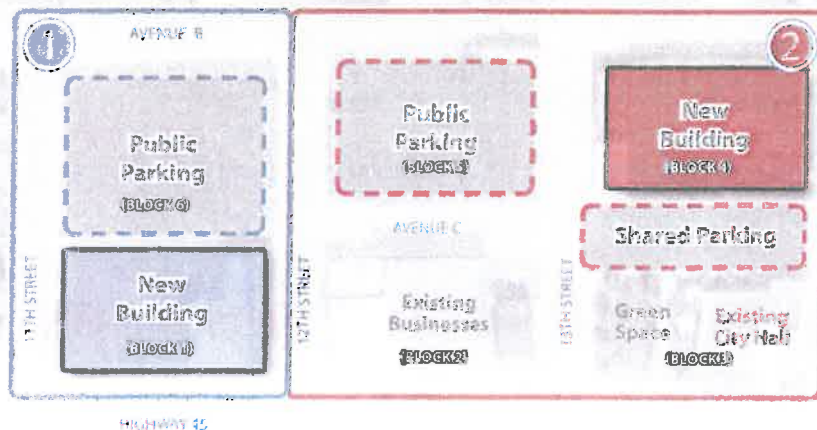 1
AVENUE B
2
Public
Parking
(BLOCK 6)
Public
Parking
(BLOCK 5)
New
Building
(BLOCK 4)
AVENUE C
Shared Parking
STREET
12TH STREET
13TH STREET
New
Building
(BLOCK 1)
Existing
Businesses
(BLOCK 2)
Green
Space
Existing
City Hall
(BLOCK 3)
HIGHWAY